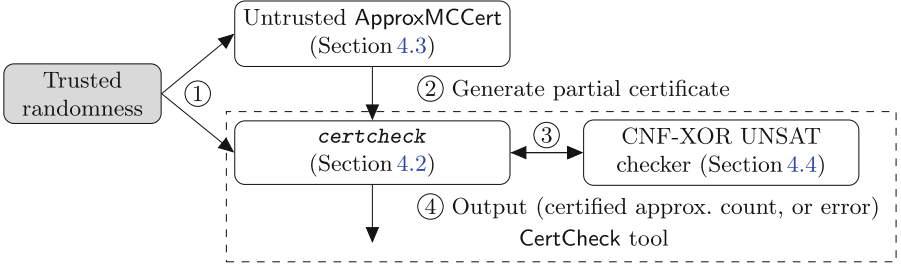 Untrusted ApproxMCCert
(Section 4.3)
Trusted
randomness
①
② Generate partial certificate
certcheck
(Section 4.2)
③
CNF-XOR UNSAT
checker (Section 4.4)
④ Output (certified approx. count, or error)
CertCheck tool